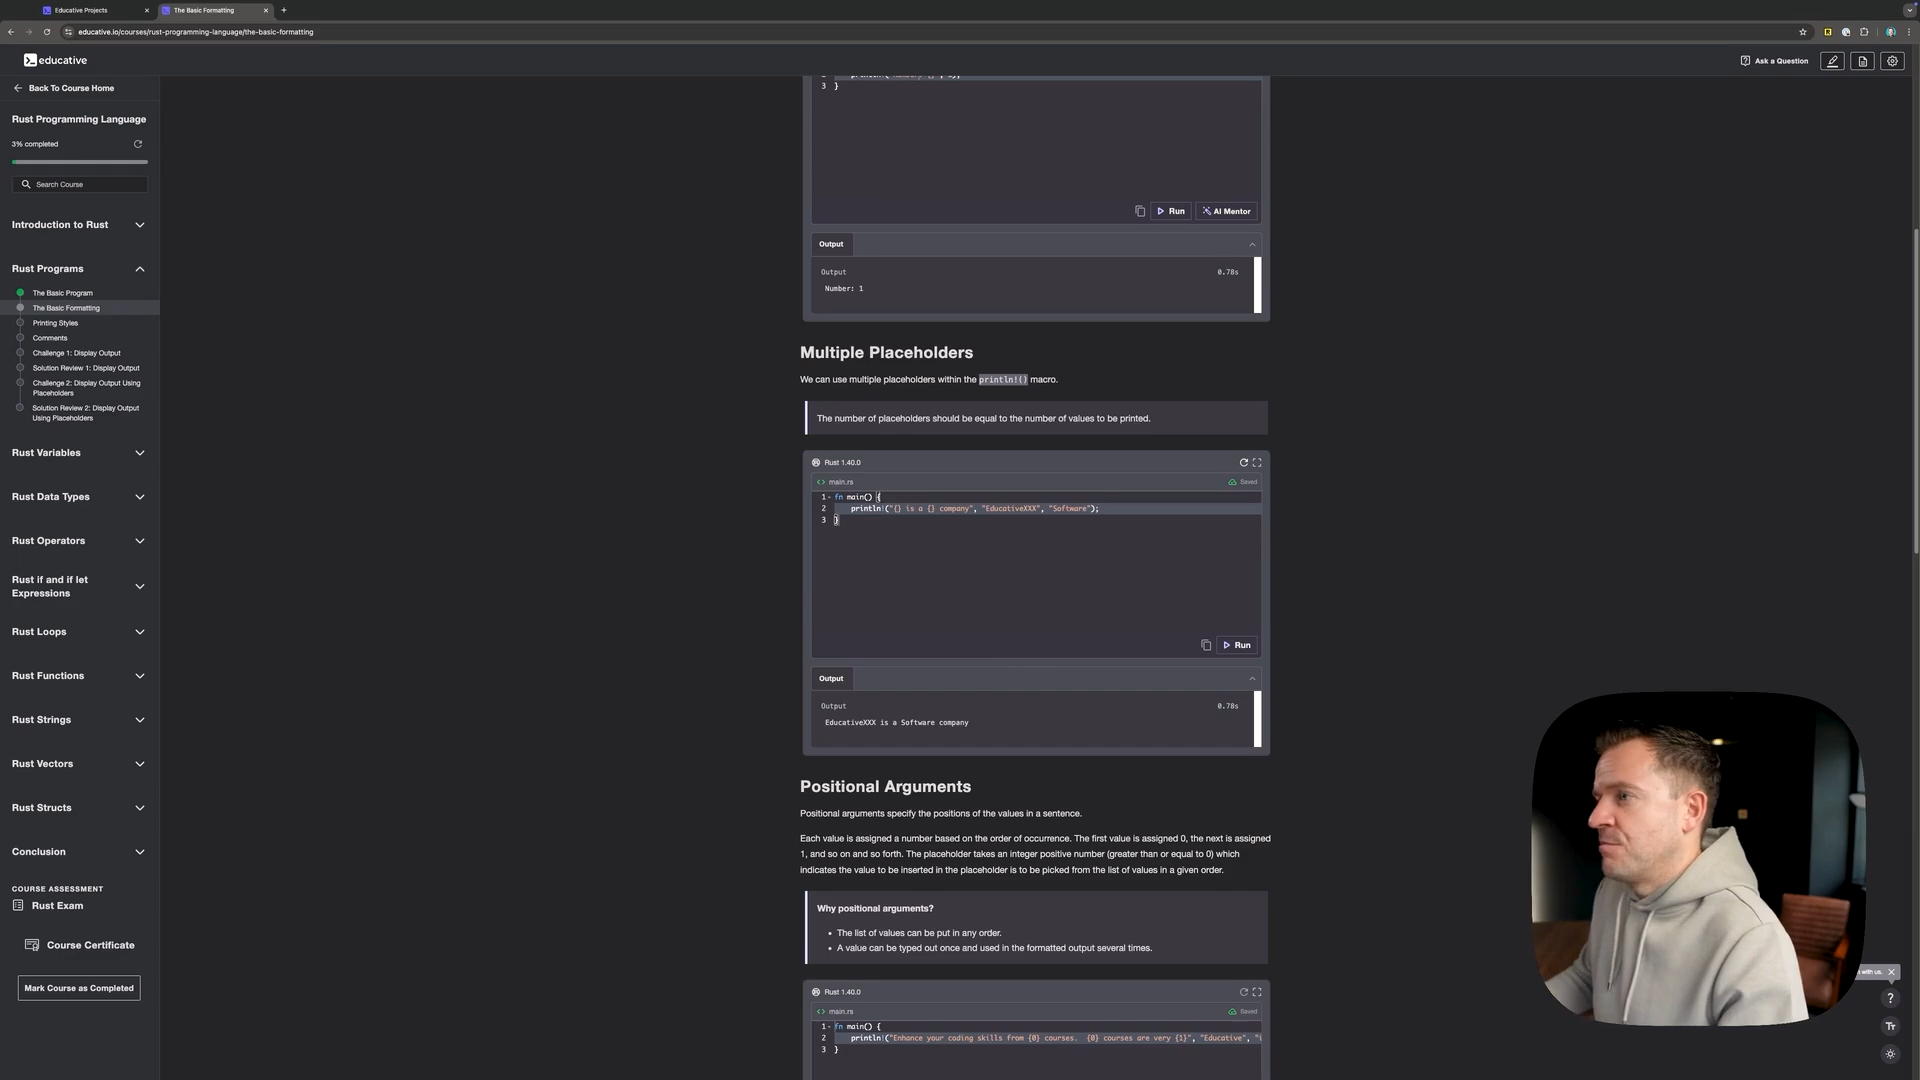 Educative Projects
The Basic Formatting
educative.io/courses/rust-programming-language/the-basic-formatting
educative
Ask a Question
Back To Course Home
Rust Programming Language
3% completed
Search Course
Introduction to Rust
Rust Programs
The Basic Program
The Basic Formatting
Printing Styles
Comments
Challenge 1: Display Output
Solution Review 1: Display Output
Challenge 2: Display Output Using
Placeholders
Solution Review 2: Display Output
Using Placeholders
Rust Variables
Rust Data Types
Rust Operators
Rust if and if let
Expressions
Rust Loops
Rust Functions
Rust Strings
Rust Vectors
Rust Structs
Conclusion
COURSE ASSESSMENT
Rust Exam
Course Certificate
Mark Course as Completed
3 }
Run
AI Mentor
Output
Output 0.78s
Number: 1
Multiple Placeholders
We can use multiple placeholders within the println!() macro.
The number of placeholders should be equal to the number of values to be printed.
Rust 1.40.0
main.rs
Saved
1 fn main() {
2 println!("{} is a {} company", "EducativeXXX", "Software");
3 }
Run
Output
Output 0.78s
EducativeXXX is a Software company
Positional Arguments
Positional arguments specify the positions of the values in a sentence.
Each value is assigned a number based on the order of occurrence. The first value is assigned 0, the next is assigned
1, and so on and so forth. The placeholder takes an integer positive number (greater than or equal to 0) which
indicates the value to be inserted in the placeholder is to be picked from the list of values in a given order.
Why positional arguments?
• The list of values can be put in any order.
• A value can be typed out once and used in the formatted output several times.
Rust 1.40.0
main.rs
Saved
1 fn main() {
2 println!("Enhance your coding skills from {0} courses. {0} courses are very {1}", "Educative", "
3 }
with us.
?
Tт